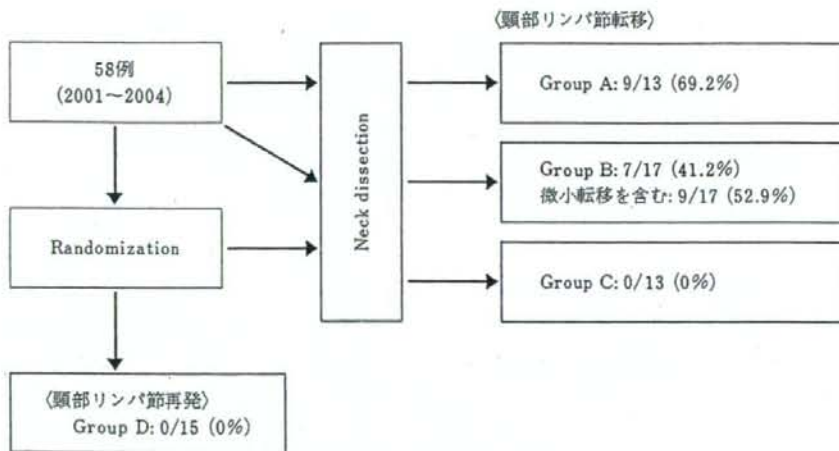 〈頸部リンパ節転移〉
58例
(2001〜2004)
Neck dissection
Group A: 9/13 (69.2%)
Group B: 7/17 (41.2%)
微小転移を含む: 9/17 (52.9%)
Randomization
Group C: 0/13 (0%)
〈頸部リンパ節再発〉
Group D: 0/15 (0%)